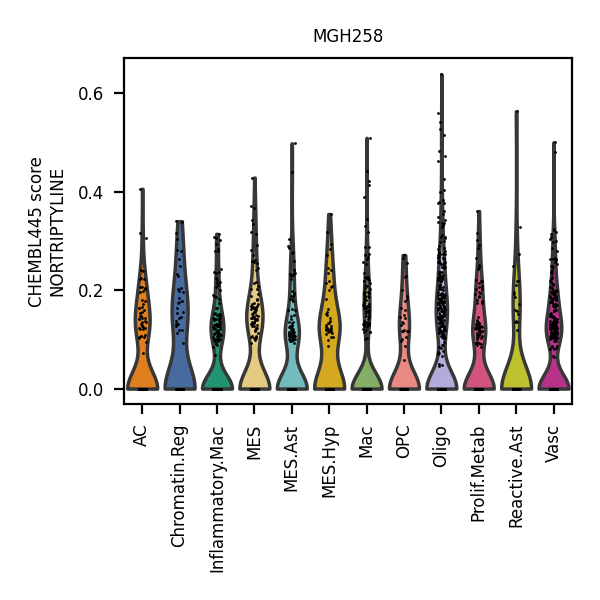 MGH258
CHEMBL445 score
NORTRIPTYLINE
0.6
0.4
0.2
0.0
AC
Chromatin.Reg
Inflammatory.Mac
MES
MES.Ast
MES.Hyp
Mac
OPC
Oligo
Prolif.Metab
Reactive.Ast
Vasc